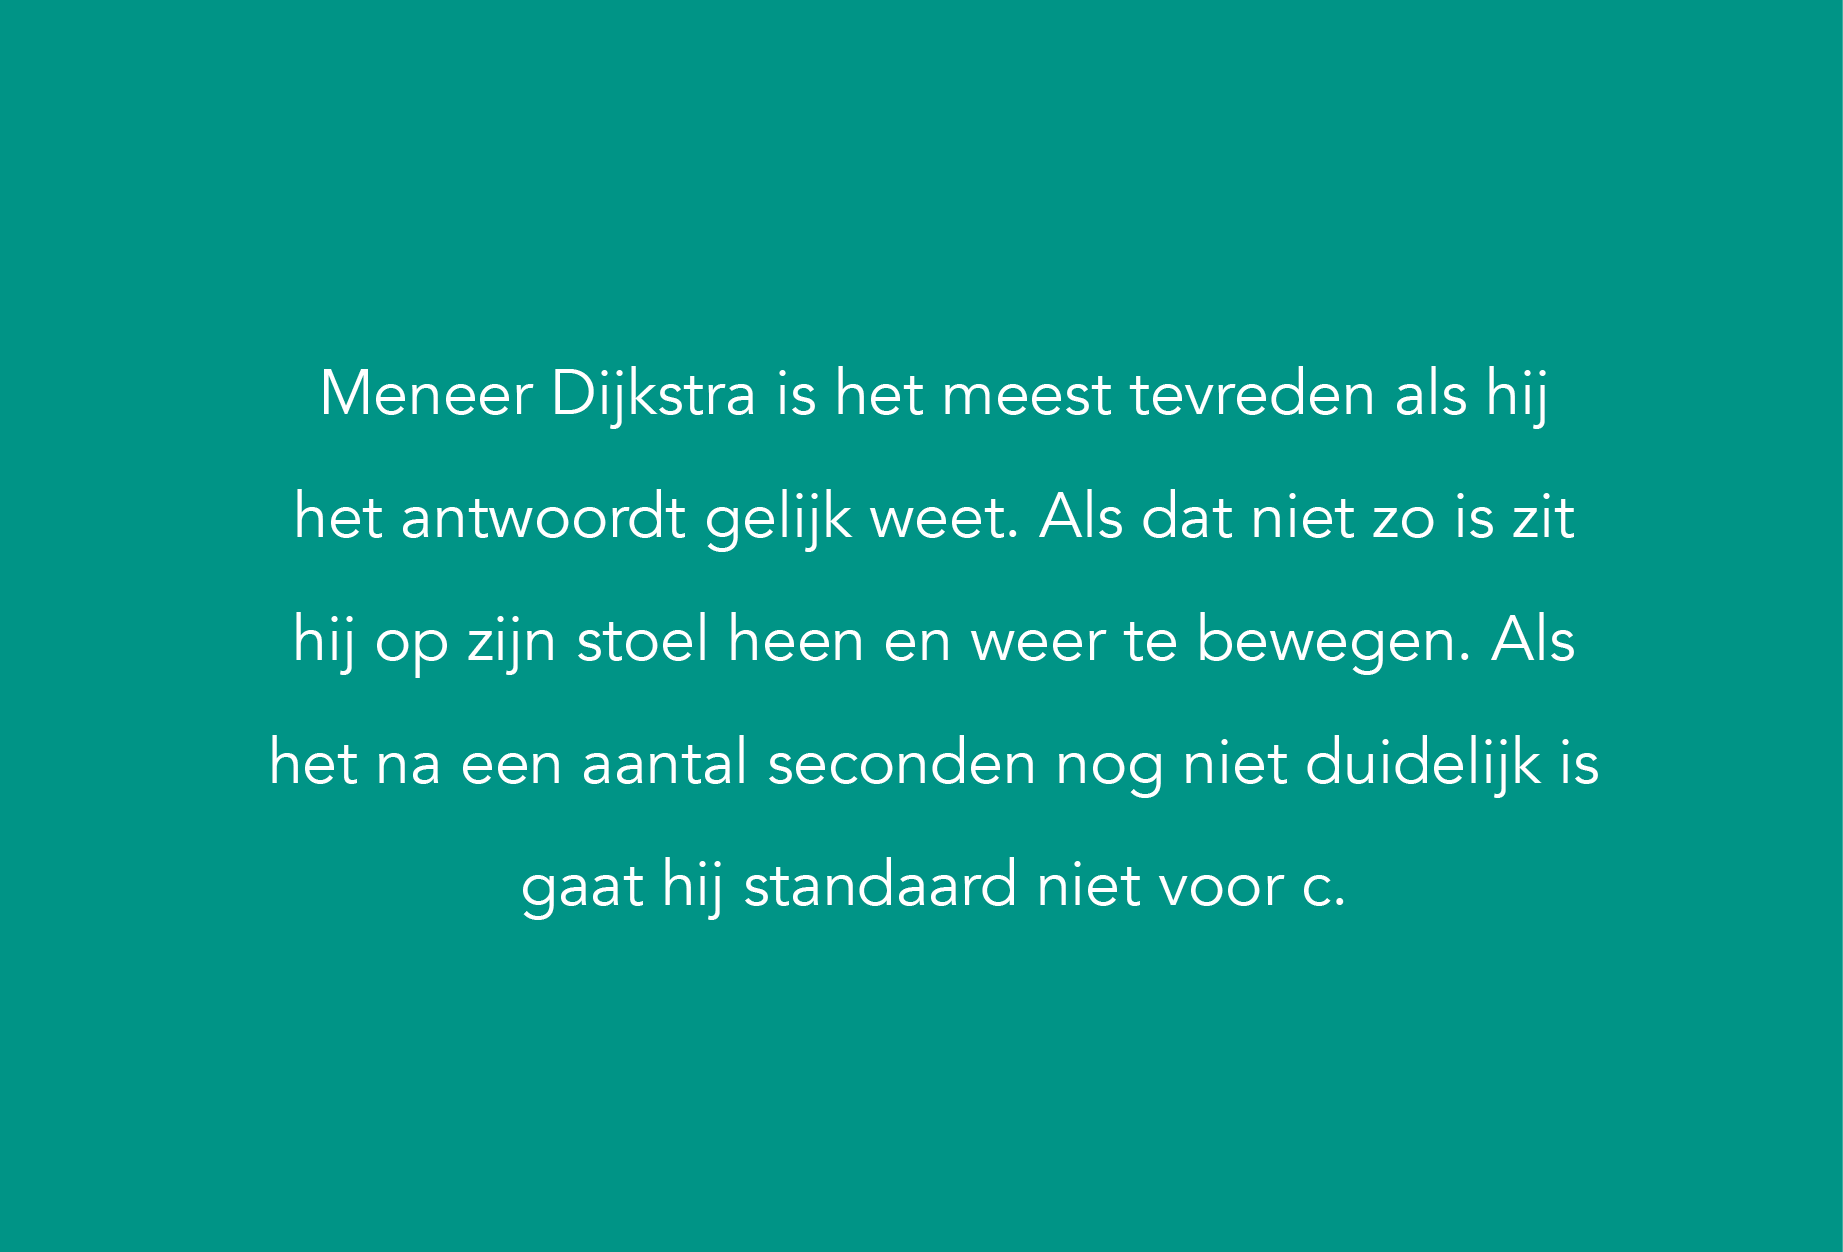 Meneer Dijkstra is het meest tevreden als hij
het antwoordt gelijk weet. Als dat niet zo is zit
hij op zijn stoel heen en weer te bewegen. Als
het na een aantal seconden nog niet duidelijk is
gaat hij standaard niet voor c.